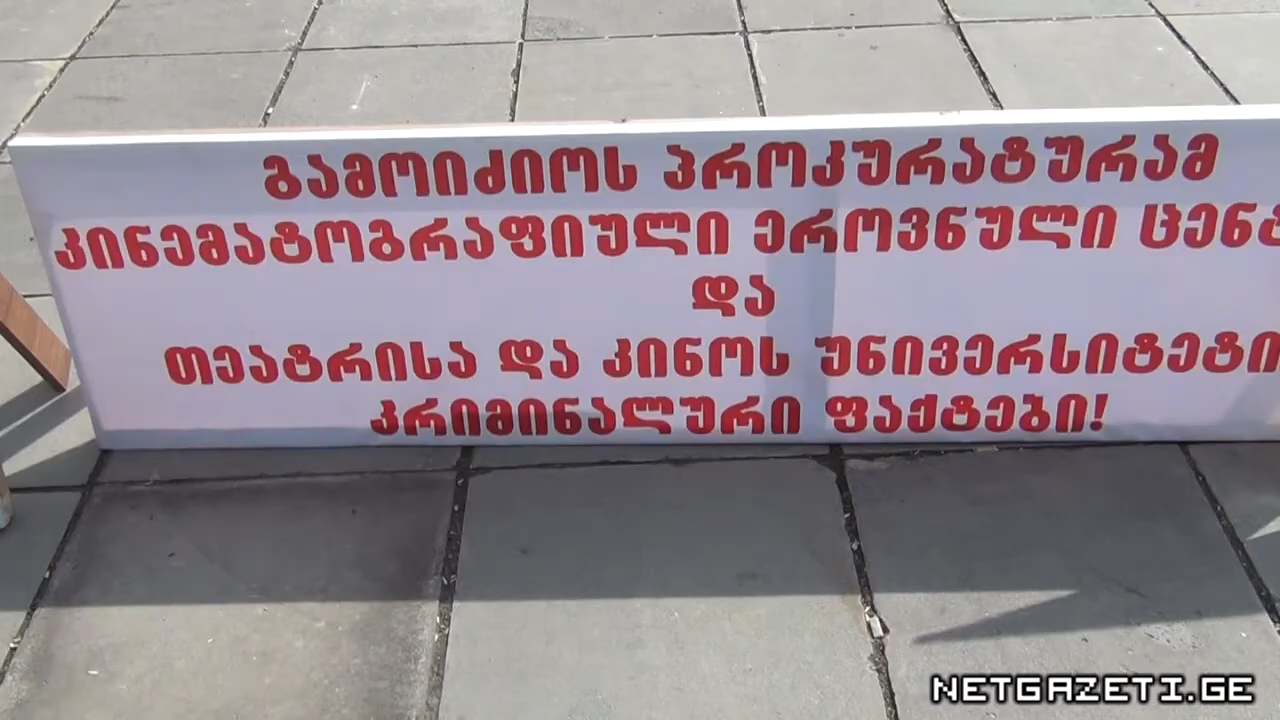 გამოიძიოს პროკურატურამ
კინემატოგრაფიული ეროვნული
და
თეატრისა და კინოს
კრიმინალური ფაქტები!
NETGAZETI.GE